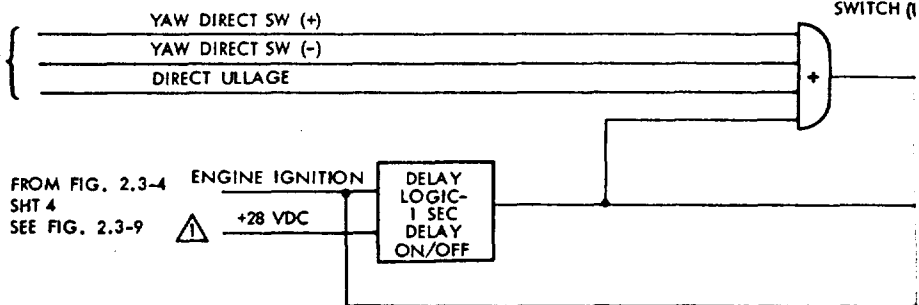 SWITCH (
YAW DIRECT SW (+)
YAW DIRECT SW (-)
DIRECT ULLAGE
+
FROM FIG. 2.3-4
SHT 4
SEE FIG. 2.3-9
ENGINE IGNITION
1
+28 VDC
DELAY
LOGIC-
1 SEC
DELAY
ON/OFF